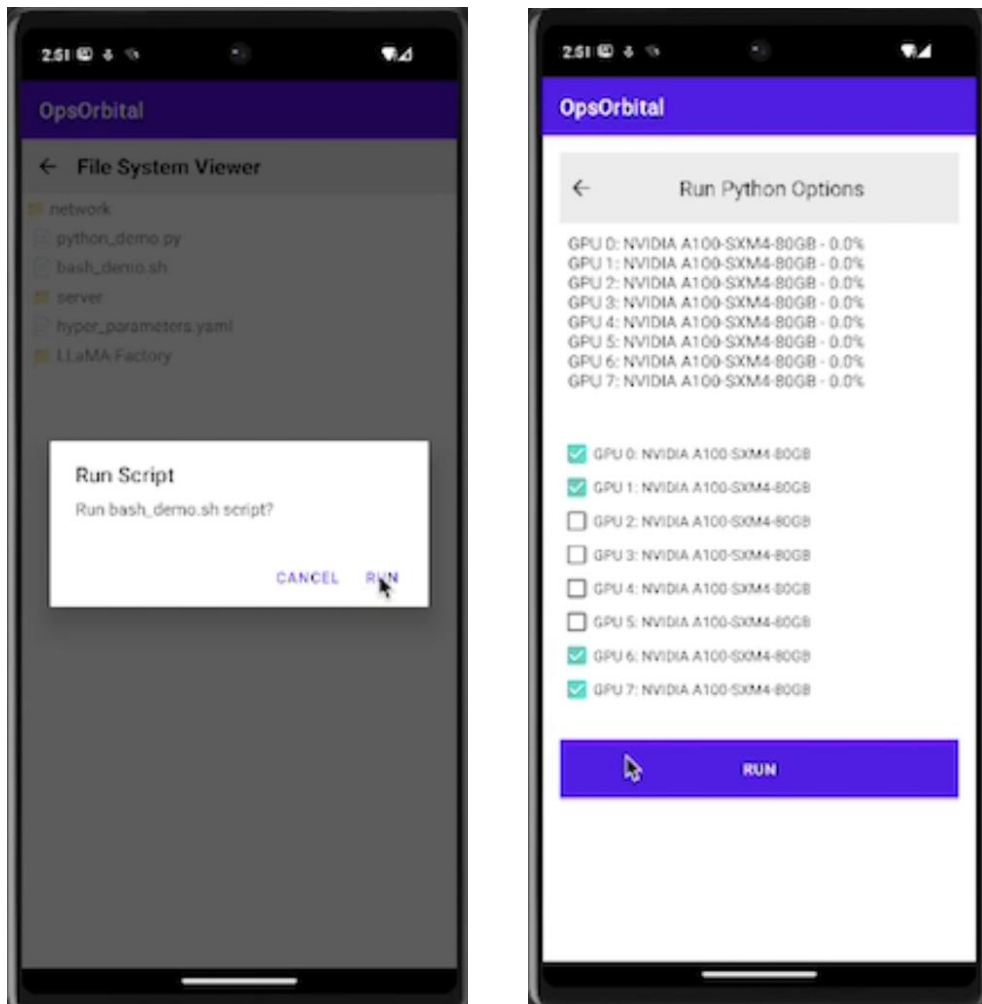 2:51
OpsOrbital
File System Viewer
network
python_demo.py
bash_demo.sh
server
hyper_parameters.yaml
LLaMA-Factory
Run Script
Run bash_demo.sh script?
CANCEL
RUN
2:51
OpsOrbital
Run Python Options
GPU 0: NVIDIA A100-SXM4-80GB - 0.0%
GPU 1: NVIDIA A100-SXM4-80GB - 0.0%
GPU 2: NVIDIA A100-SXM4-80GB - 0.0%
GPU 3: NVIDIA A100-SXM4-80GB - 0.0%
GPU 4: NVIDIA A100-SXM4-80GB - 0.0%
GPU 5: NVIDIA A100-SXM4-80GB - 0.0%
GPU 6: NVIDIA A100-SXM4-80GB - 0.0%
GPU 7: NVIDIA A100-SXM4-80GB - 0.0%
GPU 0: NVIDIA A100-SXM4-80GB
GPU 1: NVIDIA A100-SXM4-80GB
GPU 2: NVIDIA A100-SXM4-80GB
GPU 3: NVIDIA A100-SXM4-80GB
GPU 4: NVIDIA A100-SXM4-80GB
GPU 5: NVIDIA A100-SXM4-80GB
GPU 6: NVIDIA A100-SXM4-80GB
GPU 7: NVIDIA A100-SXM4-80GB
RUN